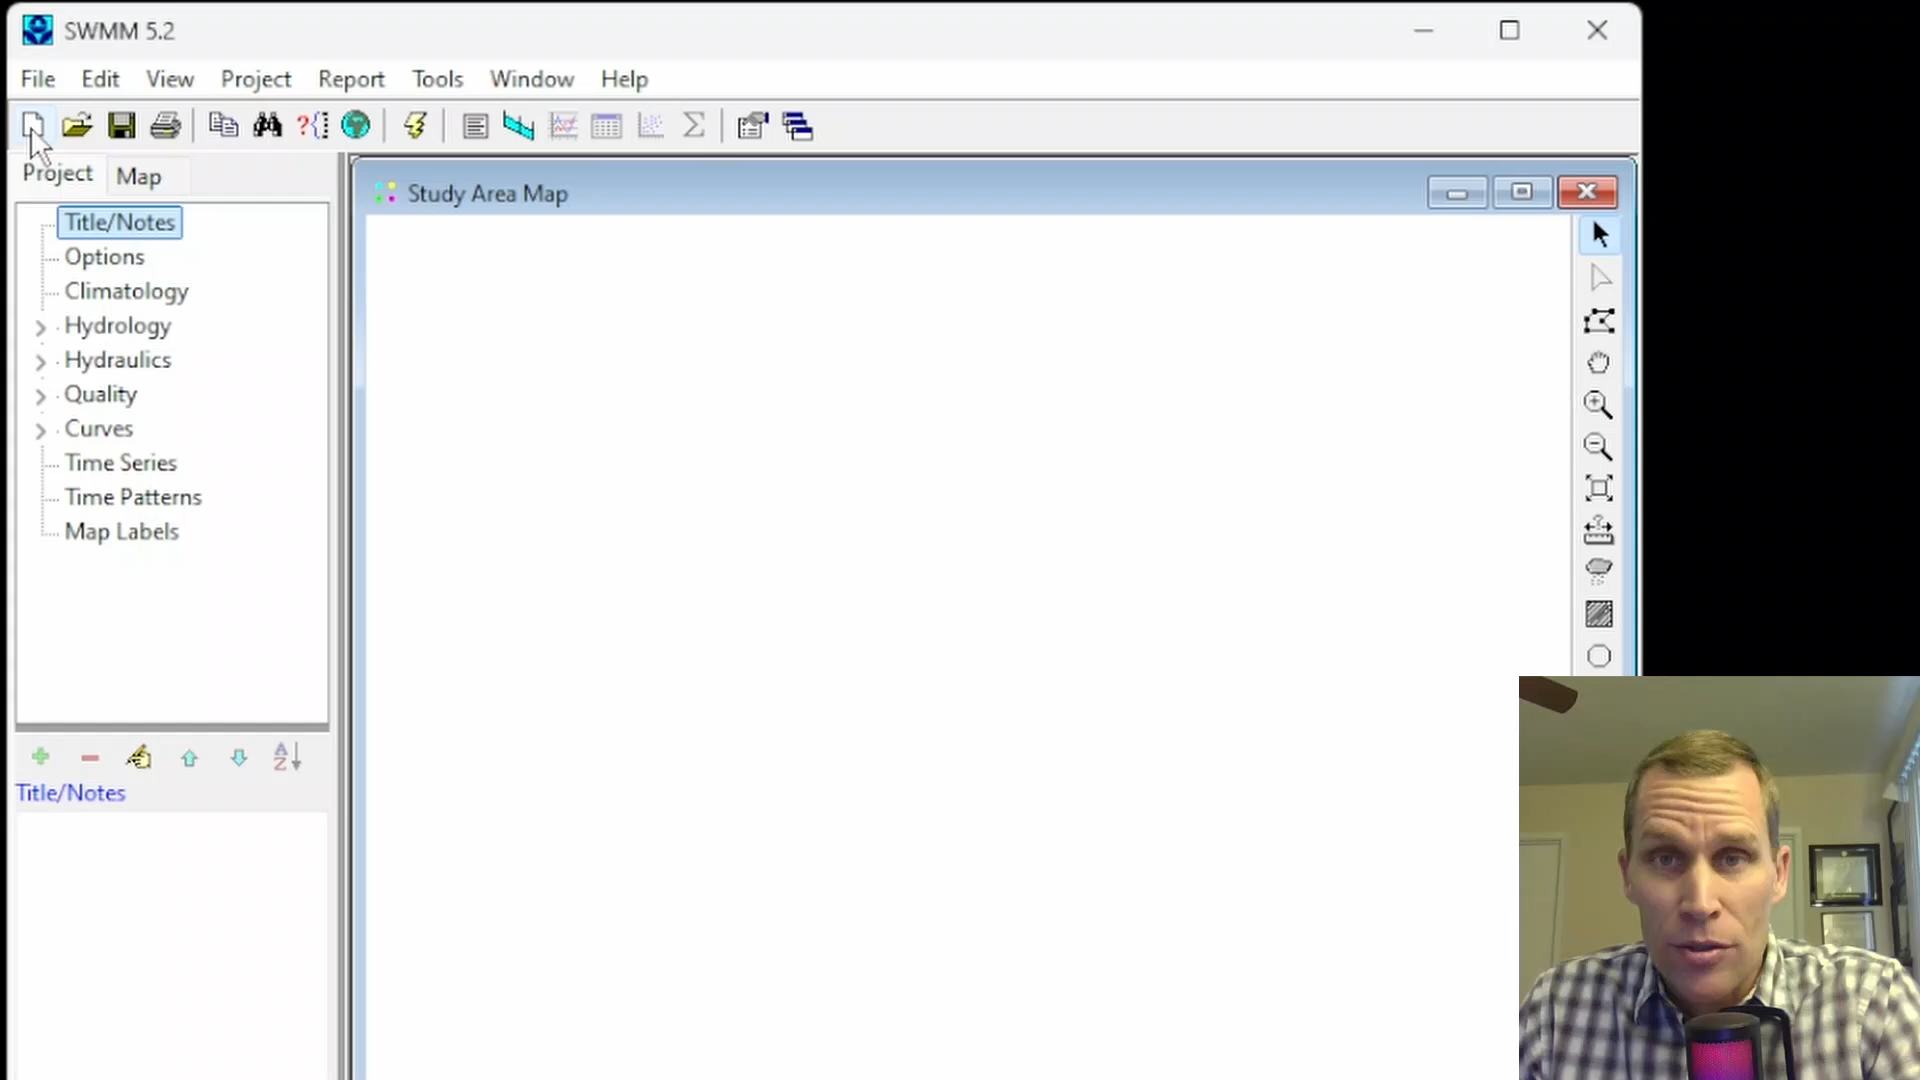 SWMM 5.2
File Edit View Project Report Tools Window Help
Project Map
Study Area Map
Title/Notes
Options
Climatology
Hydrology
Hydraulics
Quality
Curves
Time Series
Time Patterns
Map Labels
Title/Notes